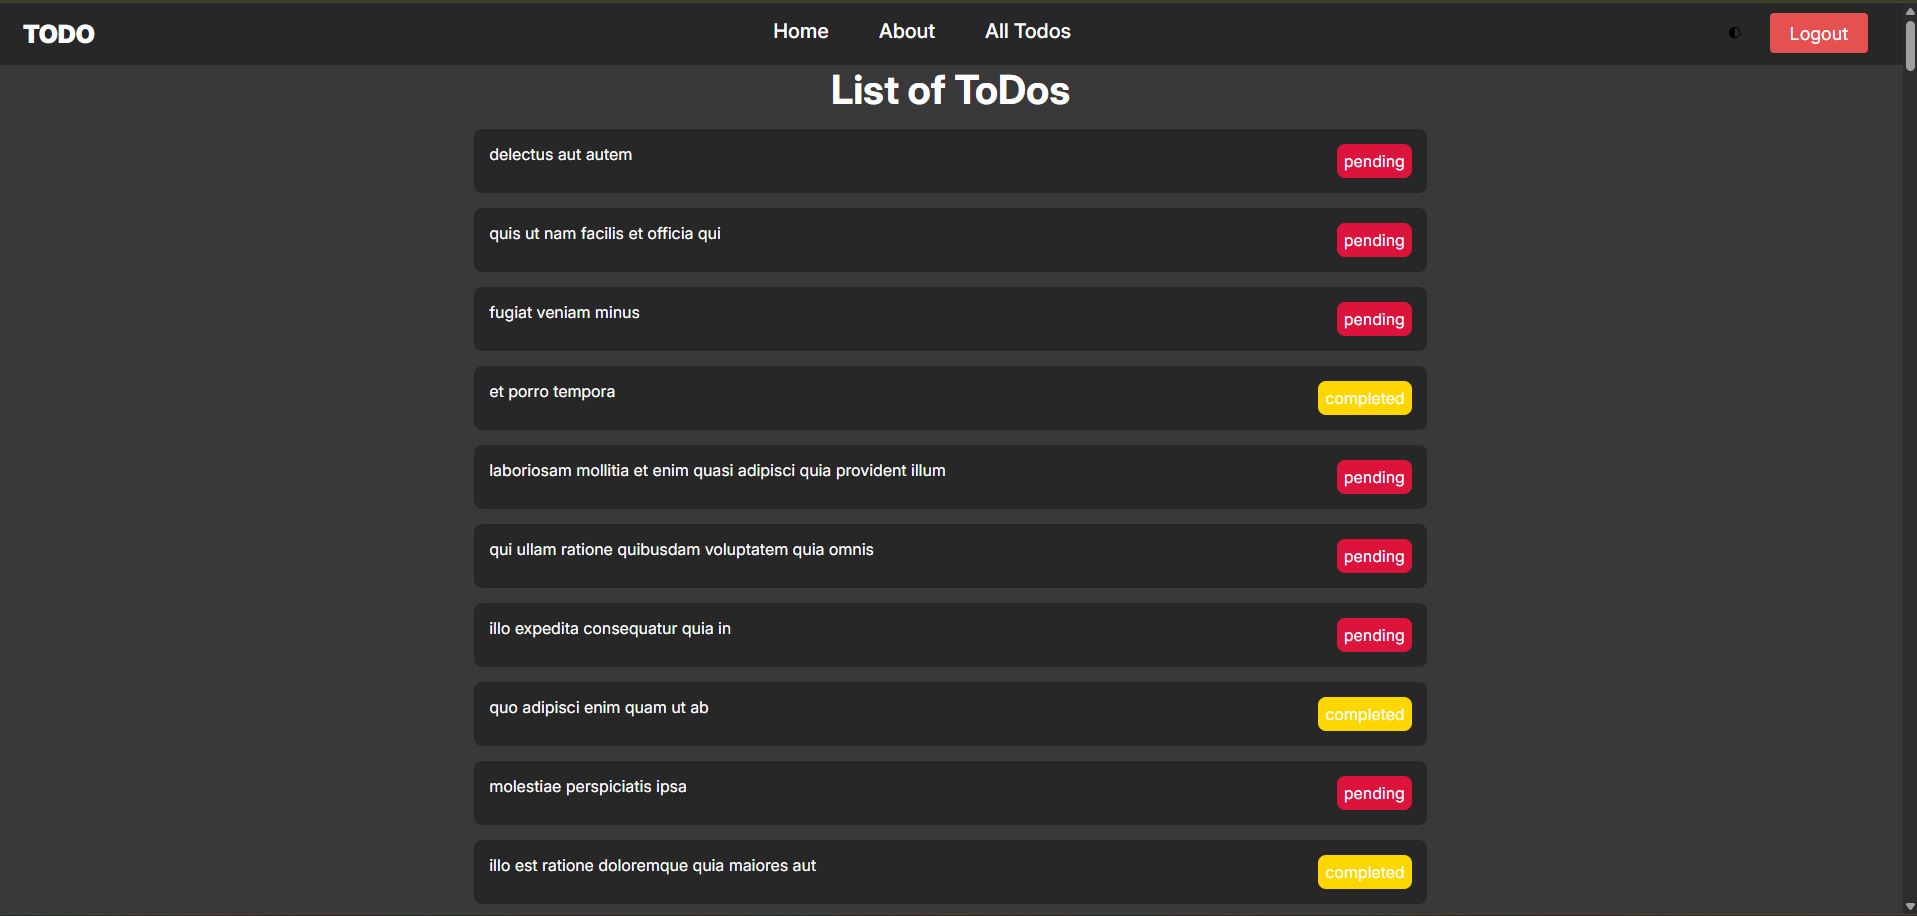 TODO Home About All Todos Logout
List of ToDos
delectus aut autem pending
quis ut nam facilis et officia qui pending
fugiat veniam minus pending
et porro tempora completed
laboriosam mollitia et enim quasi adipisci quia provident illum pending
qui ullam ratione quibusdam voluptatem quia omnis pending
illo expedita consequatur quia in pending
quo adipisci enim quam ut ab completed
molestiae perspiciatis ipsa pending
illo est ratione doloremque quia maiores aut completed